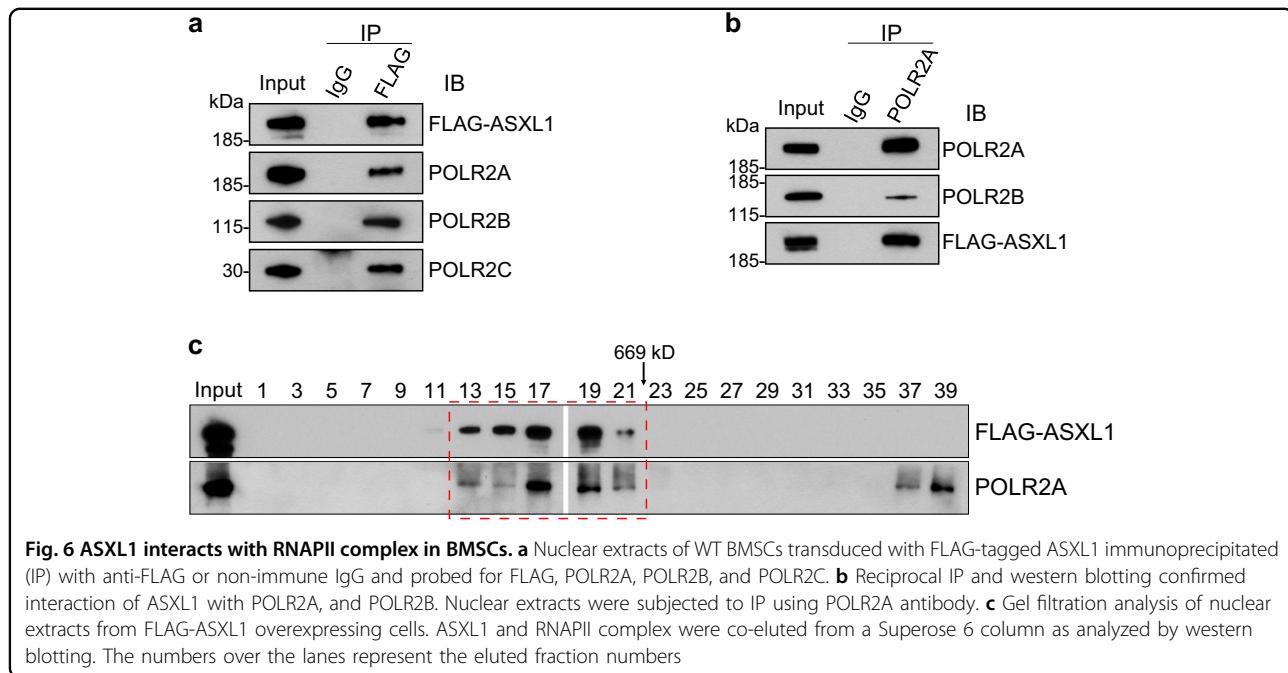 a
IP
Input IgG FLAG IB
kDa
185- FLAG-ASXL1
185- POLR2A
115- POLR2B
30- POLR2C
b
IP
Input IgG POLR2A IB
kDa
185- POLR2A
185-
115- POLR2B
185- FLAG-ASXL1
c
669 kD
Input 1 3 5 7 9 11 13 15 17 19 21 23 25 27 29 31 33 35 37 39
FLAG-ASXL1
POLR2A
Fig. 6 ASXL1 interacts with RNAPII complex in BMSCs. a Nuclear extracts of WT BMSCs transduced with FLAG-tagged ASXL1 immunoprecipitated
(IP) with anti-FLAG or non-immune IgG and probed for FLAG, POLR2A, POLR2B, and POLR2C. b Reciprocal IP and western blotting confirmed
interaction of ASXL1 with POLR2A, and POLR2B. Nuclear extracts were subjected to IP using POLR2A antibody. c Gel filtration analysis of nuclear
extracts from FLAG-ASXL1 overexpressing cells. ASXL1 and RNAPII complex were co-eluted from a Superose 6 column as analyzed by western
blotting. The numbers over the lanes represent the eluted fraction numbers